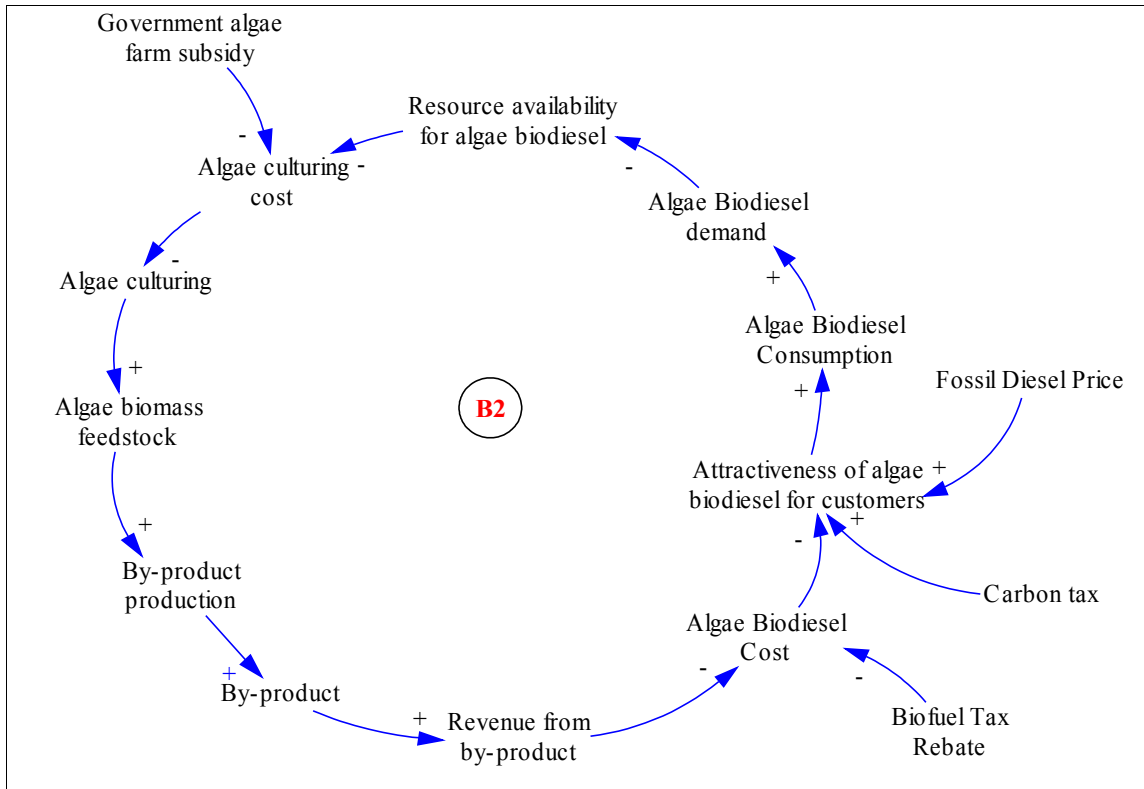 Government algae
farm subsidy
-
Resource availability
for algae biodiesel
-
Algae culturing
cost
-
Algae Biodiesel
demand
-
Algae culturing
+
Algae Biodiesel
Consumption
+
Fossil Diesel Price
+
Algae biomass
feedstock
B2
Attractiveness of algae
biodiesel for customers
+
+
-
+
By-product
production
Carbon tax
Algae Biodiesel
Cost
-
-
+
By-product
+
Revenue from
by-product
Biofuel Tax
Rebate